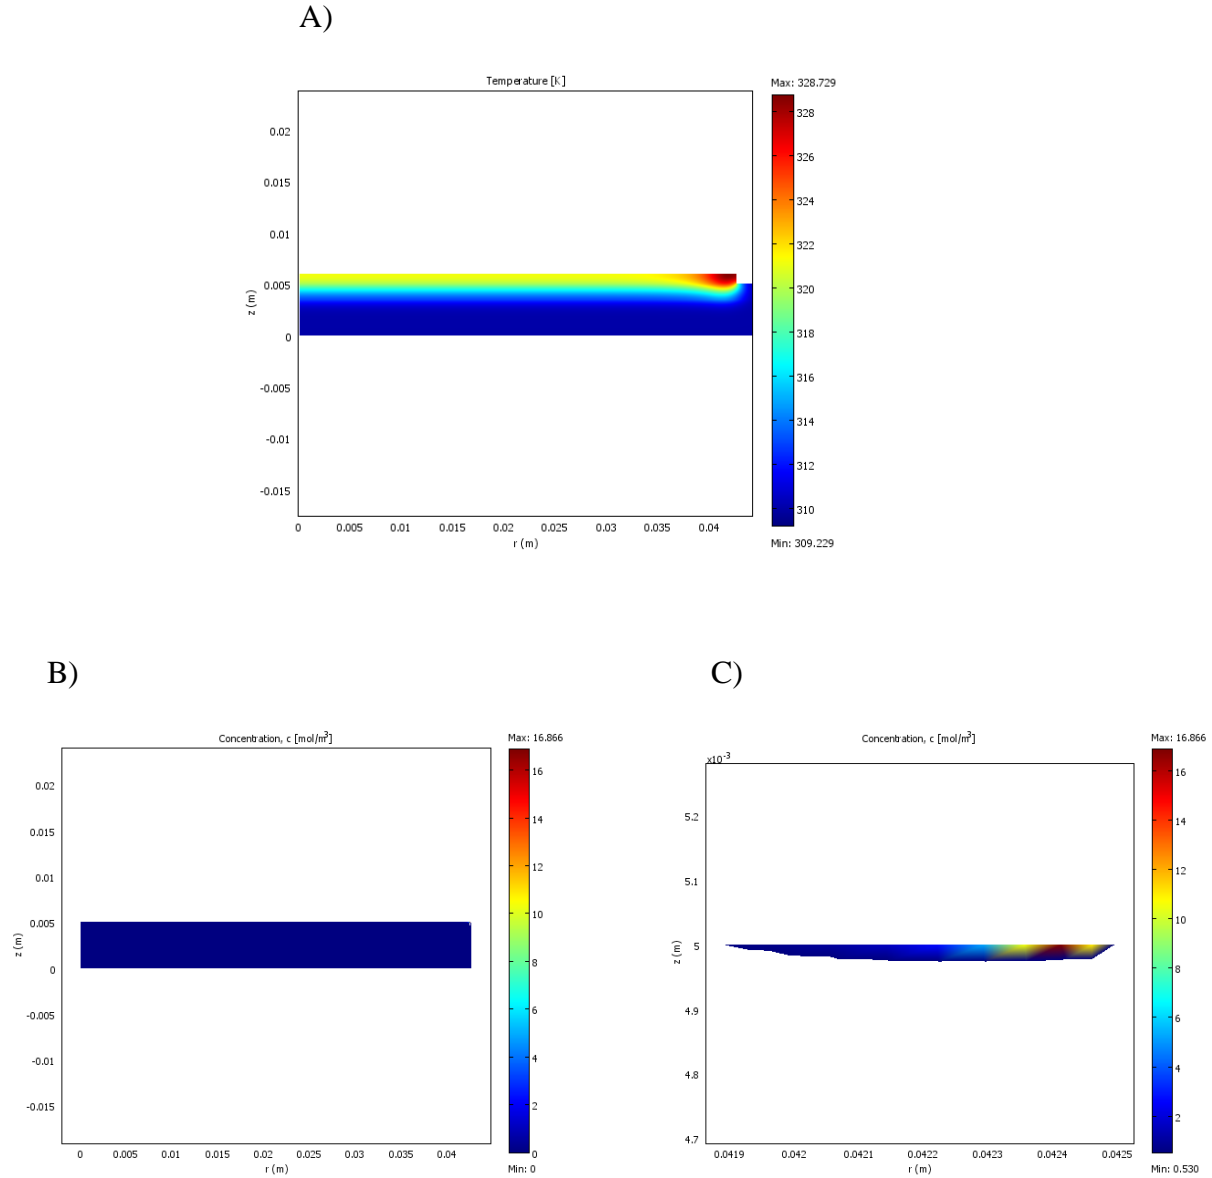 A)
Temperature [K]
Max: 328.729
0.02
0.015
0.01
0.005
0
-0.005
-0.01
-0.015
z (m)
328
326
324
322
320
318
316
314
312
310
0 0.005 0.01 0.015 0.02 0.025 0.03 0.035 0.04
r (m)
Min: 309.229
B)
Concentration, c [mol/m³]
Max: 16.866
0.02
0.015
0.01
0.005
0
-0.005
-0.01
-0.015
z (m)
16
14
12
10
8
6
4
2
0
0 0.005 0.01 0.015 0.02 0.025 0.03 0.035 0.04
r (m)
Min: 0
C)
Concentration, c [mol/m³]
Max: 16.866
x10⁻³
5.2
5.1
5
4.9
4.8
4.7
z (m)
16
14
12
10
8
6
4
2
0.0419 0.042 0.0421 0.0422 0.0423 0.0424 0.0425
r (m)
Min: 0.530